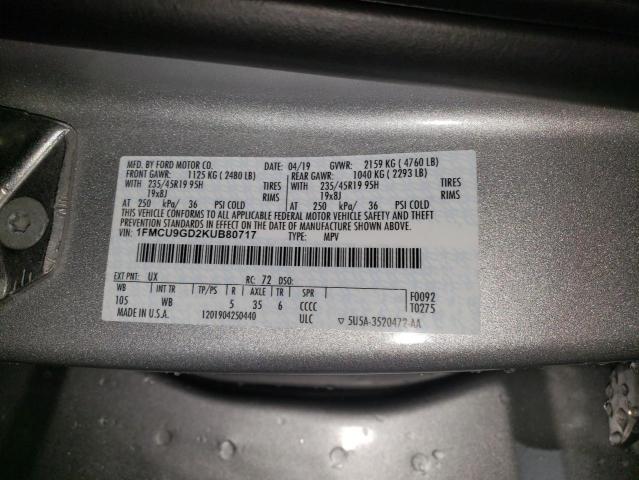 MFD. BY FORD MOTOR CO. DATE: 04/19 GVWR: 2159 KG ( 4760 LB)
FRONT GAWR: 1125 KG ( 2480 LB) REAR GAWR: 1040 KG ( 2293 LB)
WITH 235/45R19 95H TIRES WITH 235/45R19 95H TIRES
19x8J RIMS 19x8J RIMS
AT 250 kPa/ 36 PSI COLD AT 250 kPa/ 36 PSI COLD
THIS VEHICLE CONFORMS TO ALL APPLICABLE FEDERAL MOTOR VEHICLE SAFETY AND THEFT
PREVENTION STANDARDS IN EFFECT ON THE DATE OF MANUFACTURE SHOWN ABOVE.
VIN: 1FMCU9GD2KUB80717 TYPE: MPV
EXT PNT: UX RC: 72 DSO:
WB INT TR TP/PS R AXLE TR SPR F0092
105 WB 5 35 6 CCCC T0275
MADE IN U.S.A. 1201904250440 ULC ▽ 5U5A-3520472-AA